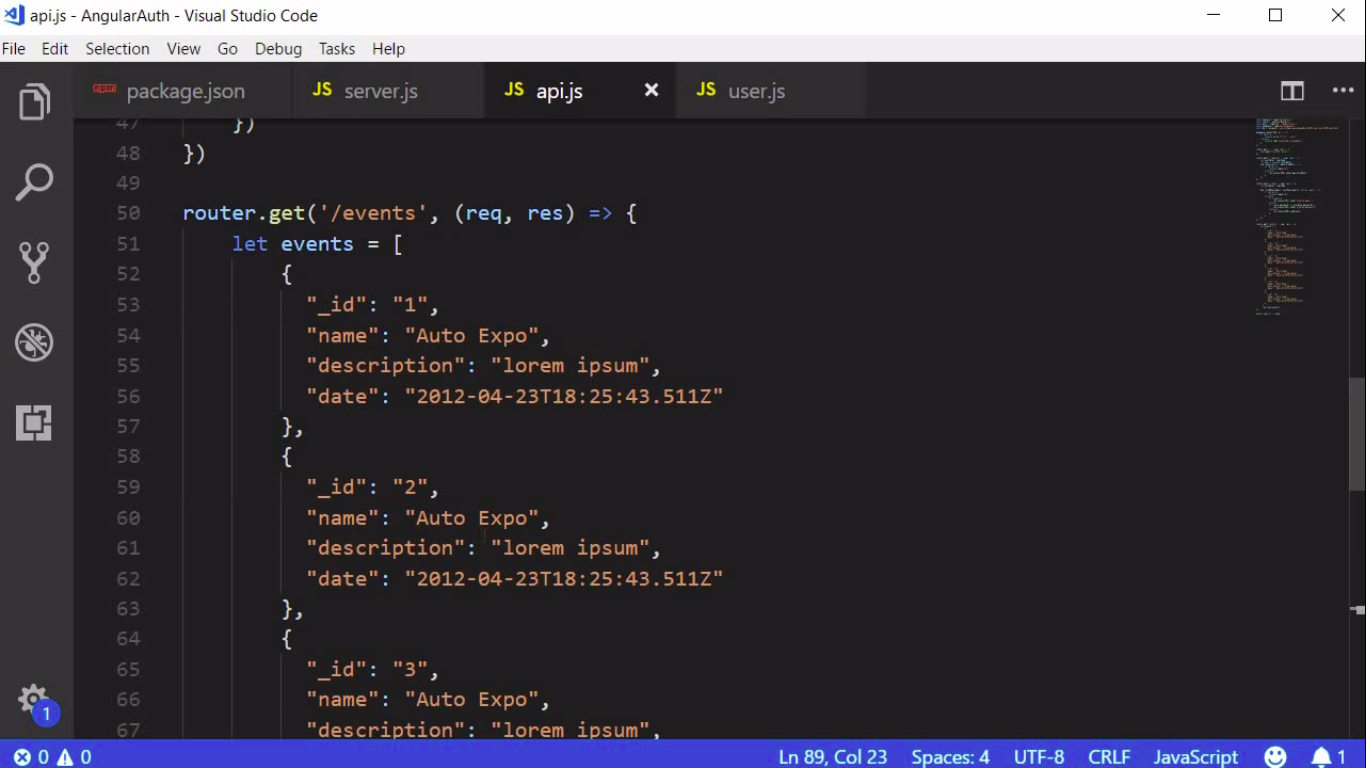 api.js - AngularAuth - Visual Studio Code
File Edit Selection View Go Debug Tasks Help
package.json JS server.js JS api.js JS user.js
47 })
48 })
49
50 router.get('/events', (req, res) => {
51 let events = [
52 {
53 "_id": "1",
54 "name": "Auto Expo",
55 "description": "lorem ipsum",
56 "date": "2012-04-23T18:25:43.511Z"
57 },
58 {
59 "_id": "2",
60 "name": "Auto Expo",
61 "description": "lorem ipsum",
62 "date": "2012-04-23T18:25:43.511Z"
63 },
64 {
65 "_id": "3",
66 "name": "Auto Expo",
67 "description": "lorem ipsum",
1
0 0 Ln 89, Col 23 Spaces: 4 UTF-8 CRLF JavaScript 1